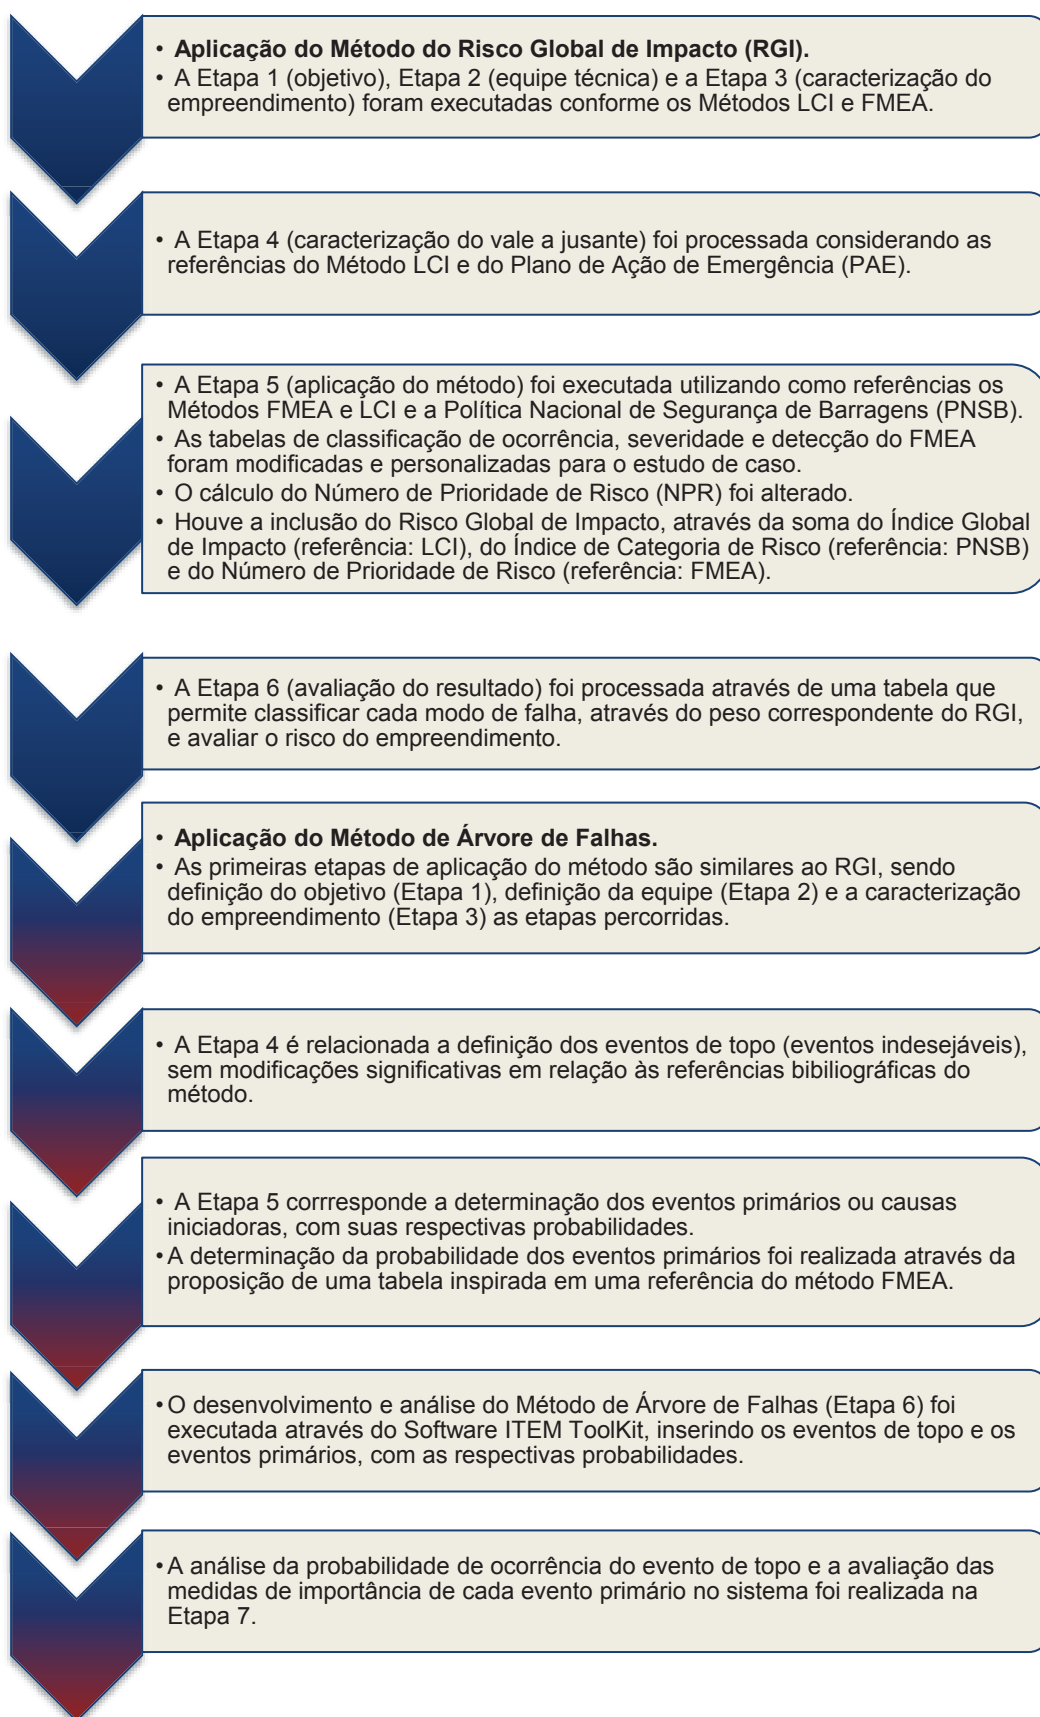 • Aplicação do Método do Risco Global de Impacto (RGI).
• A Etapa 1 (objetivo), Etapa 2 (equipe técnica) e a Etapa 3 (caracterização do
empreendimento) foram executadas conforme os Métodos LCI e FMEA.
• A Etapa 4 (caracterização do vale a jusante) foi processada considerando as
referências do Método LCI e do Plano de Ação de Emergência (PAE).
• A Etapa 5 (aplicação do método) foi executada utilizando como referências os
Métodos FMEA e LCI e a Política Nacional de Segurança de Barragens (PNSB).
• As tabelas de classificação de ocorrência, severidade e detecção do FMEA
foram modificadas e personalizadas para o estudo de caso.
• O cálculo do Número de Prioridade de Risco (NPR) foi alterado.
• Houve a inclusão do Risco Global de Impacto, através da soma do Índice Global
de Impacto (referência: LCI), do Índice de Categoria de Risco (referência: PNSB)
e do Número de Prioridade de Risco (referência: FMEA).
• A Etapa 6 (avaliação do resultado) foi processada através de uma tabela que
permite classificar cada modo de falha, através do peso correspondente do RGI,
e avaliar o risco do empreendimento.
• Aplicação do Método de Árvore de Falhas.
• As primeiras etapas de aplicação do método são similares ao RGI, sendo
definição do objetivo (Etapa 1), definição da equipe (Etapa 2) e a caracterização
do empreendimento (Etapa 3) as etapas percorridas.
• A Etapa 4 é relacionada a definição dos eventos de topo (eventos indesejáveis),
sem modificações significativas em relação às referências bibiliográficas do
método.
• A Etapa 5 corrresponde a determinação dos eventos primários ou causas
iniciadoras, com suas respectivas probabilidades.
• A determinação da probabilidade dos eventos primários foi realizada através da
proposição de uma tabela inspirada em uma referência do método FMEA.
• O desenvolvimento e análise do Método de Árvore de Falhas (Etapa 6) foi
executada através do Software ITEM ToolKit, inserindo os eventos de topo e os
eventos primários, com as respectivas probabilidades.
• A análise da probabilidade de ocorrência do evento de topo e a avaliação das
medidas de importância de cada evento primário no sistema foi realizada na
Etapa 7.